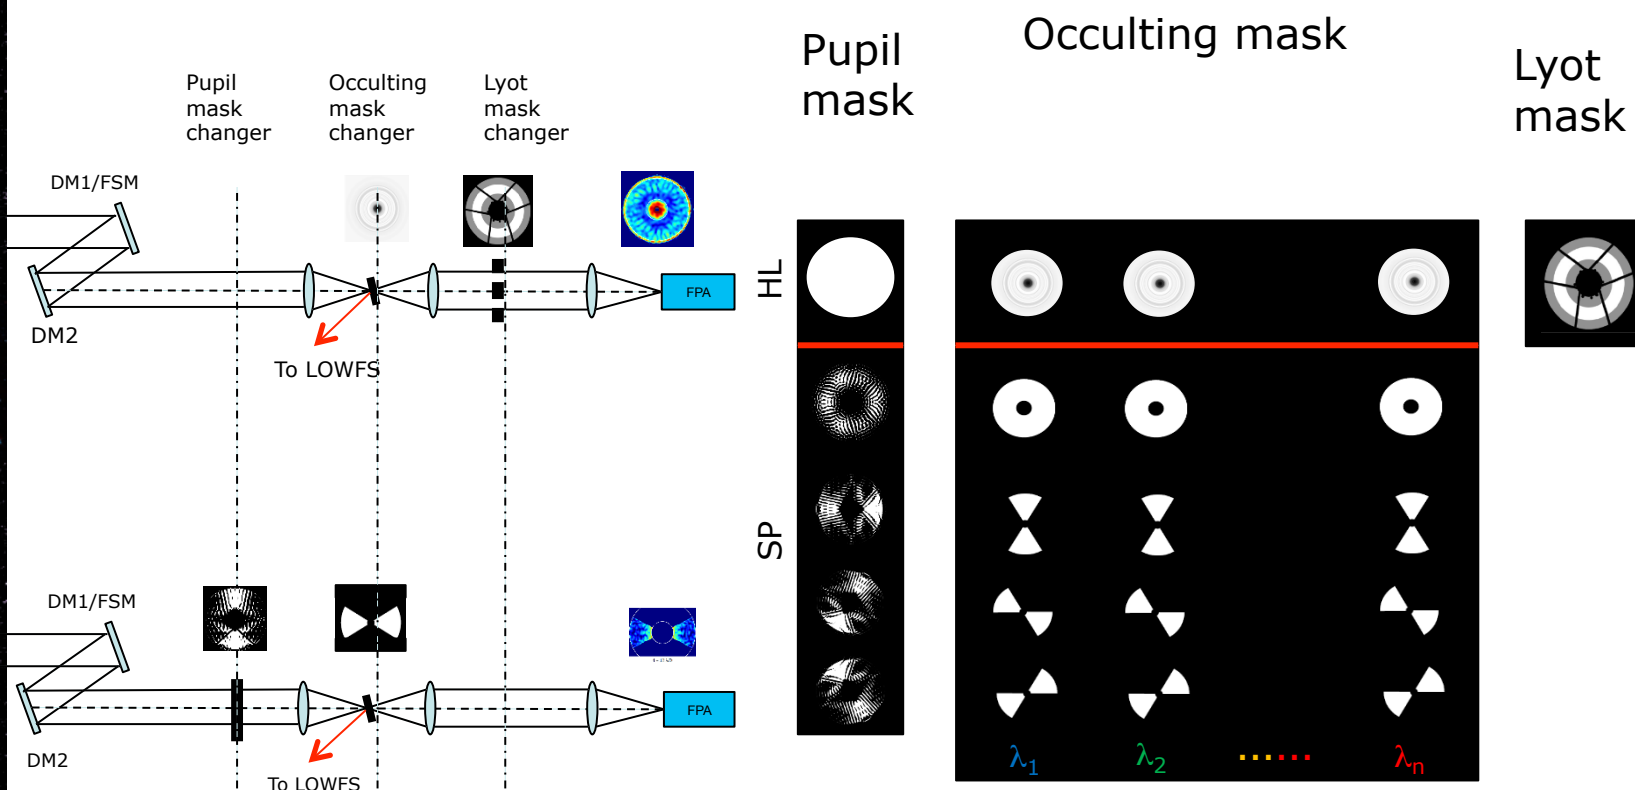 Pupil
mask
changer
Occulting
mask
changer
Lyot
mask
changer
DM1/FSM
DM2
FPA
To LOWFS
DM1/FSM
DM2
FPA
To LOWFS
Pupil
mask
Occulting mask
Lyot
mask
HL
SP
λ1
λ2
......
λn